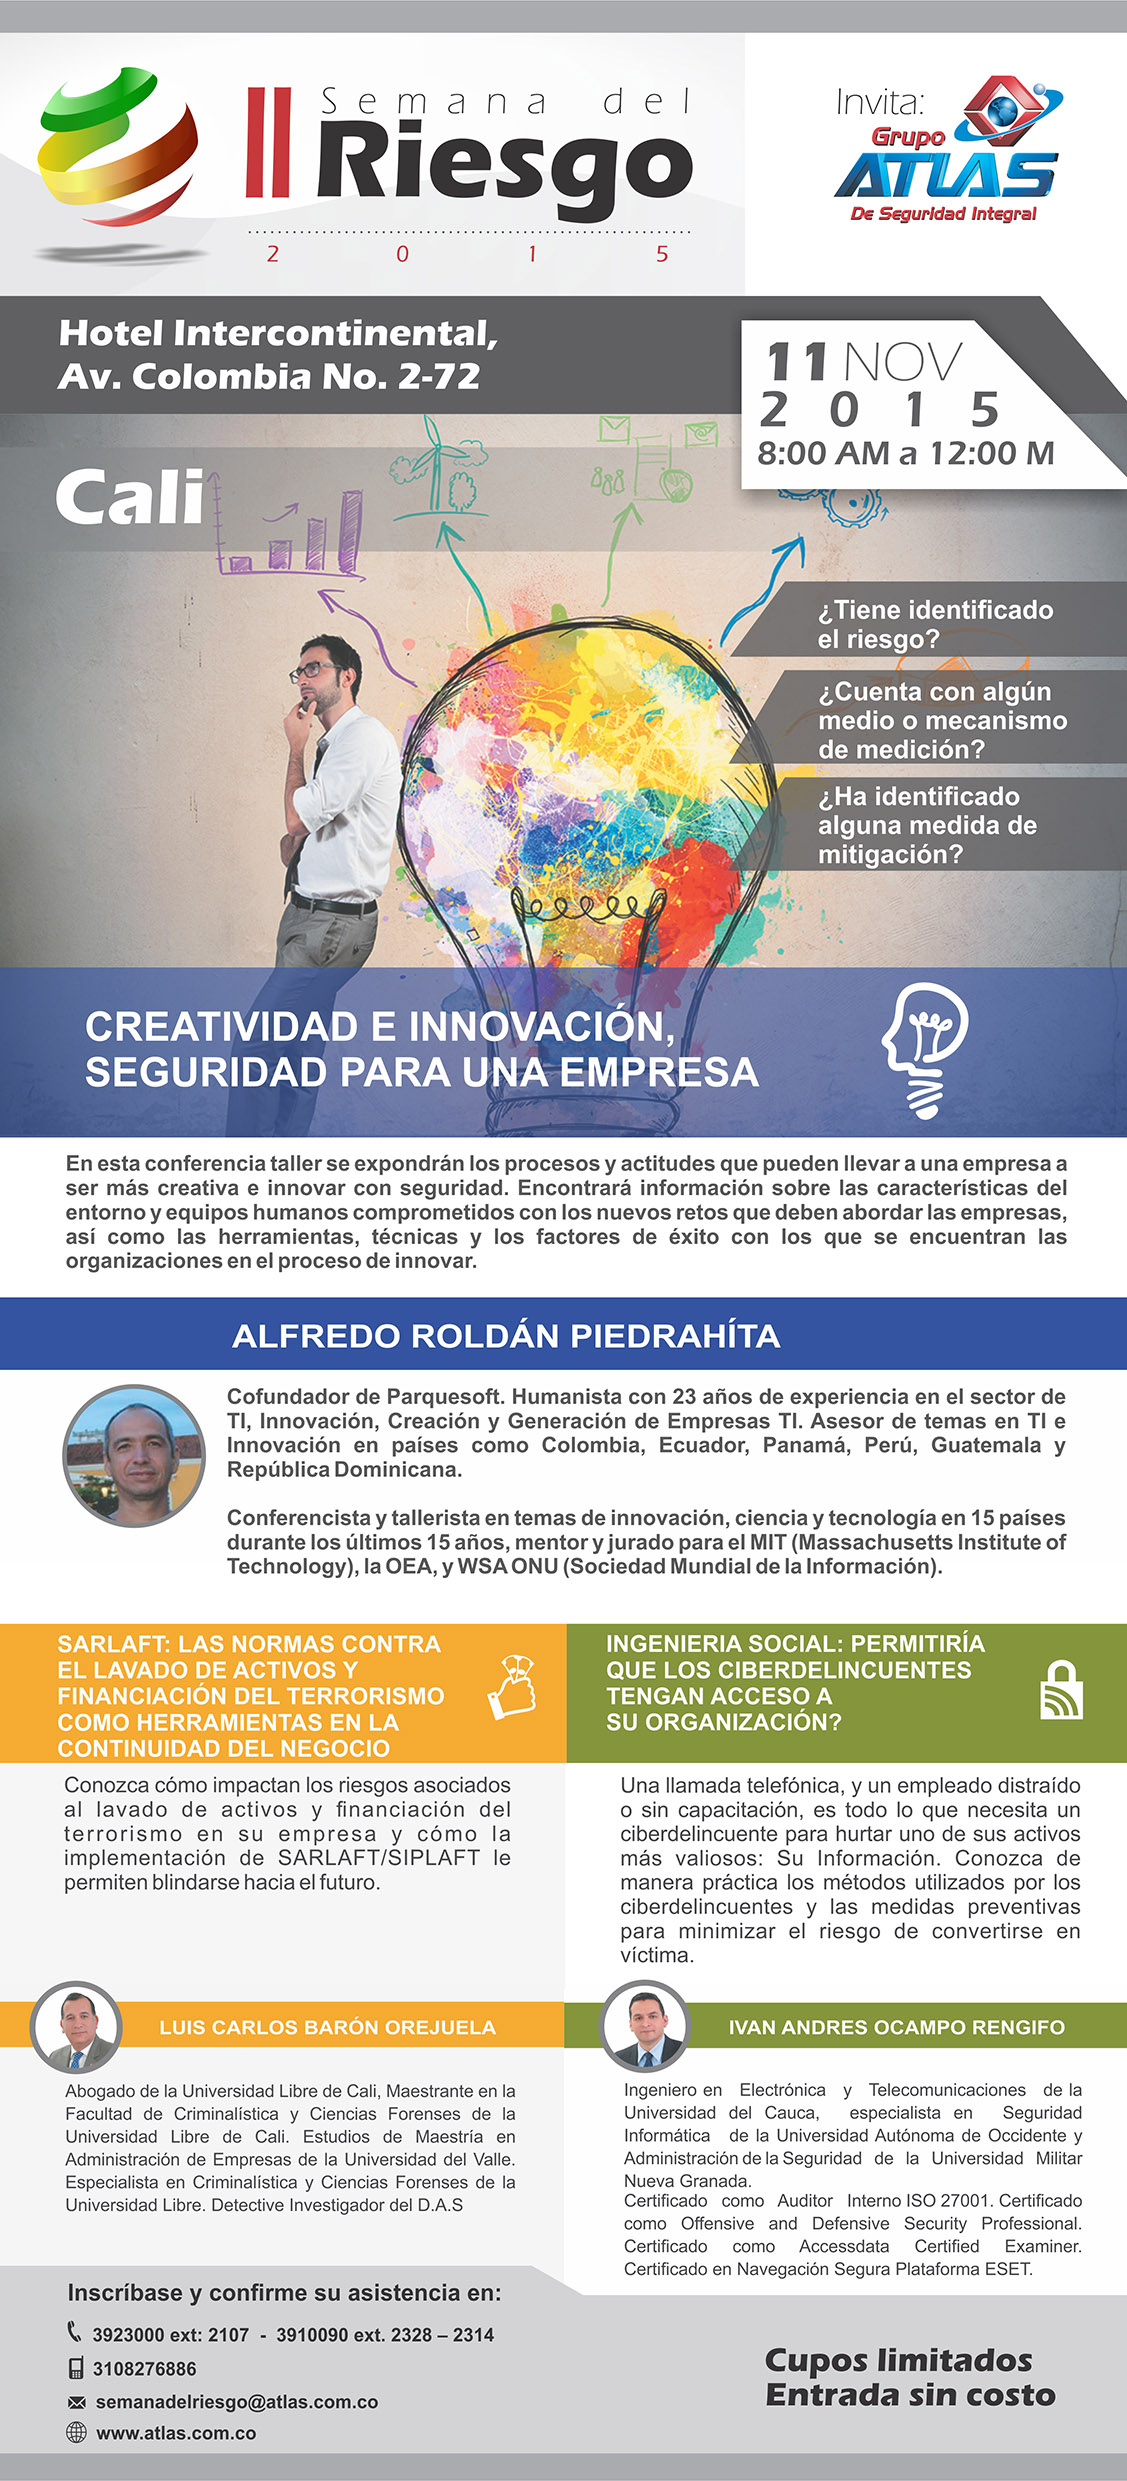 II
Semana del
Riesgo
2 0 1 5
Invita:
Grupo
ATLAS
De Seguridad Integral
Hotel Intercontinental,
Av. Colombia No. 2-72
11 NOV
2 0 1 5
8:00 AM a 12:00 M
Cali
¿Tiene identificado
el riesgo?
¿Cuenta con algún
medio o mecanismo
de medición?
¿Ha identificado
alguna medida de
mitigación?
CREATIVIDAD E INNOVACIÓN,
SEGURIDAD PARA UNA EMPRESA
En esta conferencia taller se expondrán los procesos y actitudes que pueden llevar a una empresa a
ser más creativa e innovar con seguridad. Encontrará información sobre las características del
entorno y equipos humanos comprometidos con los nuevos retos que deben abordar las empresas,
así como las herramientas, técnicas y los factores de éxito con los que se encuentran las
organizaciones en el proceso de innovar.
ALFREDO ROLDÁN PIEDRAHÍTA
Cofundador de Parquesoft. Humanista con 23 años de experiencia en el sector de
TI, Innovación, Creación y Generación de Empresas TI. Asesor de temas en TI e
Innovación en países como Colombia, Ecuador, Panamá, Perú, Guatemala y
República Dominicana.
Conferencista y tallerista en temas de innovación, ciencia y tecnología en 15 países
durante los últimos 15 años, mentor y jurado para el MIT (Massachusetts Institute of
Technology), la OEA, y WSA ONU (Sociedad Mundial de la Información).
SARLAFT: LAS NORMAS CONTRA
EL LAVADO DE ACTIVOS Y
FINANCIACIÓN DEL TERRORISMO
COMO HERRAMIENTAS EN LA
CONTINUIDAD DEL NEGOCIO
Conozca cómo impactan los riesgos asociados
al lavado de activos y financiación del
terrorismo en su empresa y cómo la
implementación de SARLAFT/SIPLAFT le
permiten blindarse hacia el futuro.
LUIS CARLOS BARÓN OREJUELA
Abogado de la Universidad Libre de Cali, Maestrante en la
Facultad de Criminalística y Ciencias Forenses de la
Universidad Libre de Cali. Estudios de Maestría en
Administración de Empresas de la Universidad del Valle.
Especialista en Criminalística y Ciencias Forenses de la
Universidad Libre. Detective Investigador del D.A.S
INGENIERIA SOCIAL: PERMITIRÍA
QUE LOS CIBERDELINCUENTES
TENGAN ACCESO A
SU ORGANIZACIÓN?
Una llamada telefónica, y un empleado distraído
o sin capacitación, es todo lo que necesita un
ciberdelincuente para hurtar uno de sus activos
más valiosos: Su Información. Conozca de
manera práctica los métodos utilizados por los
ciberdelincuentes y las medidas preventivas
para minimizar el riesgo de convertirse en
víctima.
IVAN ANDRES OCAMPO RENGIFO
Ingeniero en Electrónica y Telecomunicaciones de la
Universidad del Cauca, especialista en Seguridad
Informática de la Universidad Autónoma de Occidente y
Administración de la Seguridad de la Universidad Militar
Nueva Granada.
Certificado como Auditor Interno ISO 27001. Certificado
como Offensive and Defensive Security Professional.
Certificado como Accessdata Certified Examiner.
Certificado en Navegación Segura Plataforma ESET.
Inscríbase y confirme su asistencia en:
3923000 ext: 2107 - 3910090 ext. 2328 – 2314
3108276886
semanadelriesgo@atlas.com.co
www.atlas.com.co
Cupos limitados
Entrada sin costo